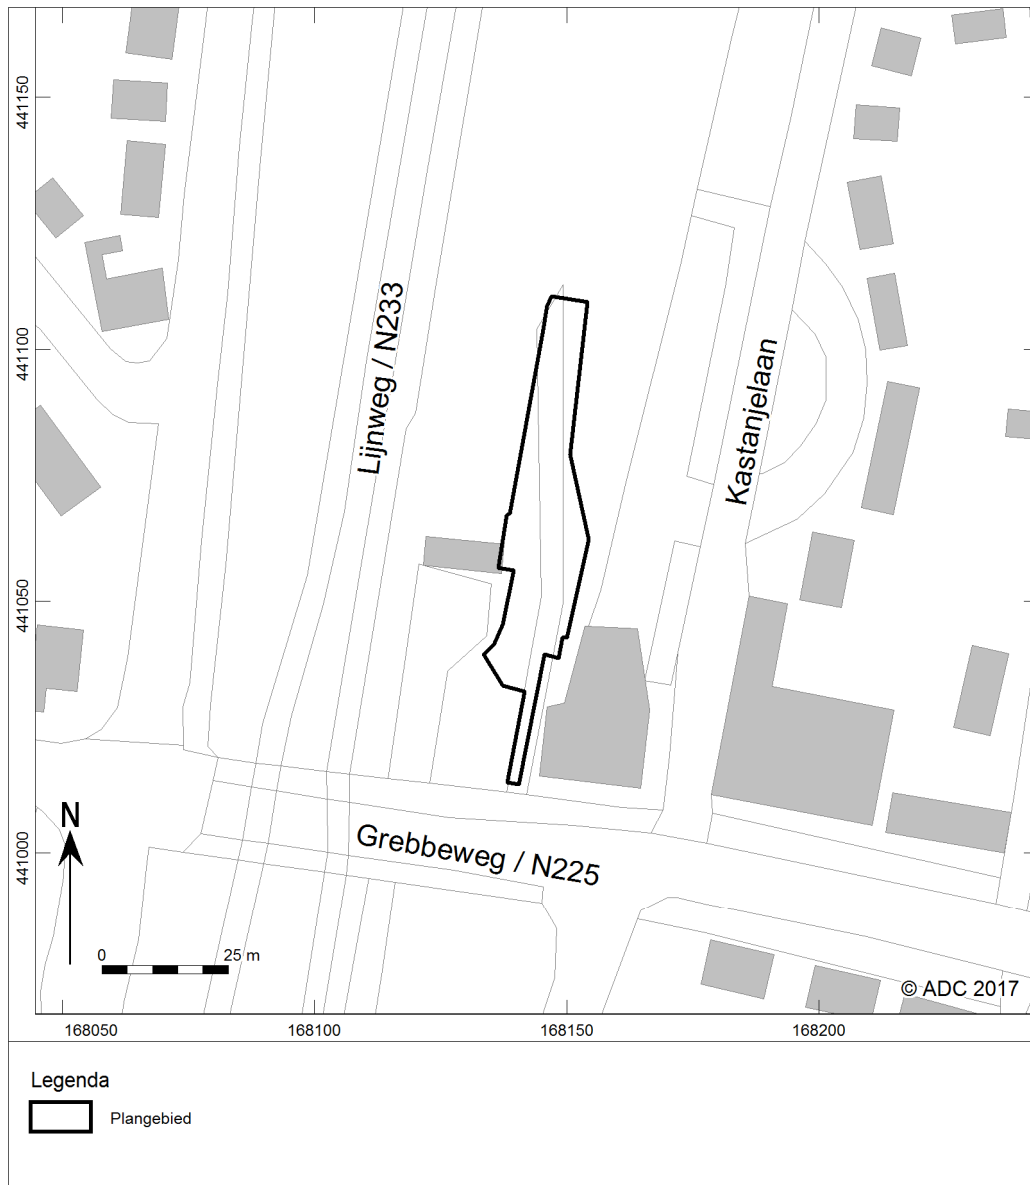 441150
441100
441050
441000
Lijnweg / N233
Kastanjelaan
Grebbeweg / N225
N
0 25 m
© ADC 2017
168050 168100 168150 168200
Legenda
Plangebied